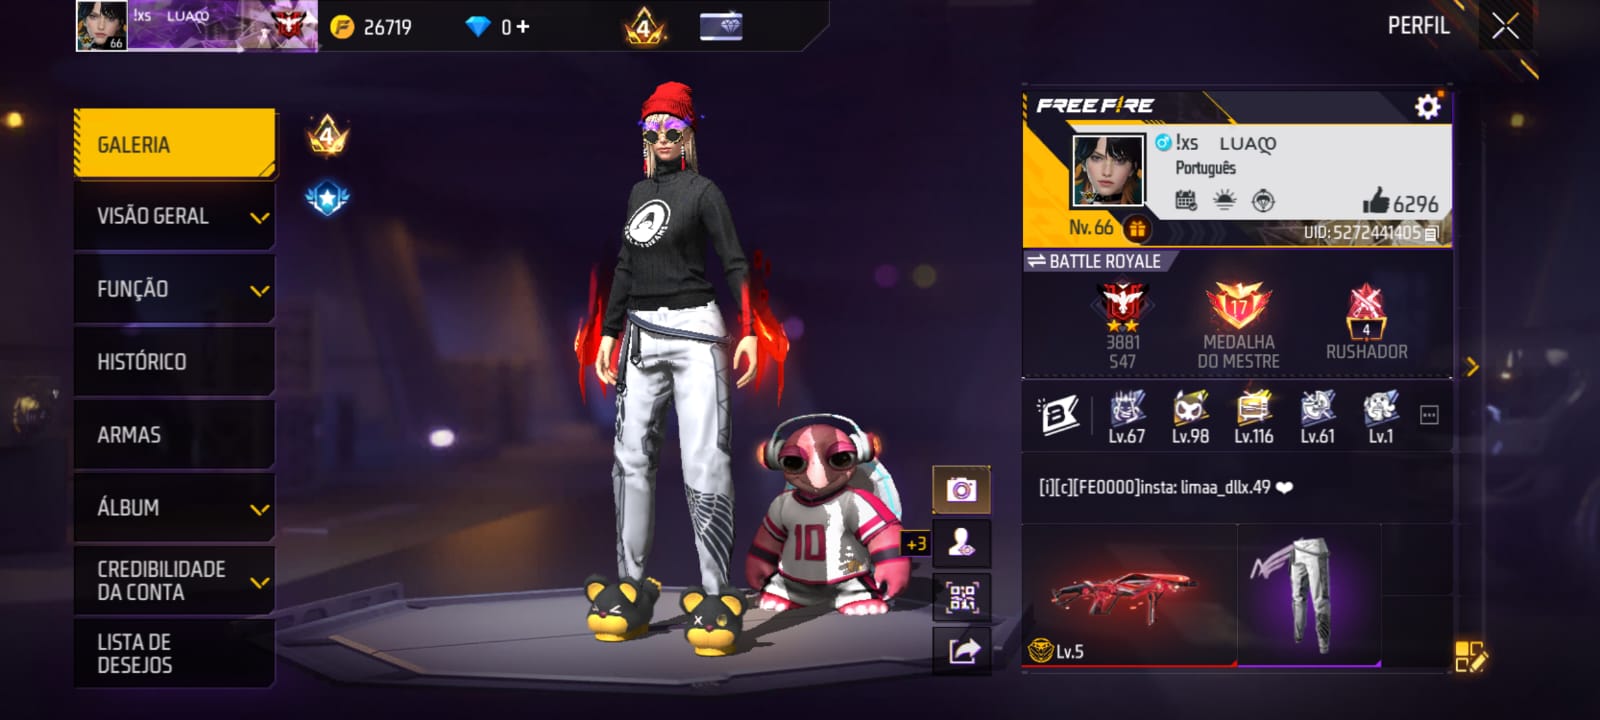 !xs LUAꝎ
66
26719
0+
4
PERFIL
GALERIA
VISÃO GERAL
FUNÇÃO
HISTÓRICO
ARMAS
ÁLBUM
CREDIBILIDADE
DA CONTA
LISTA DE
DESEJOS
4
10
+3
FREE FIRE
!xs LUAꝎ
Português
6296
Nv. 66
UID:5272441405
BATTLE ROYALE
17
4
3881
547
MEDALHA
DO MESTRE
RUSHADOR
B
Lv.67
Lv.98
Lv.116
Lv.61
Lv.1
[i][c][FE0000]insta: limaa_dllx.49 ❤
Lv.5